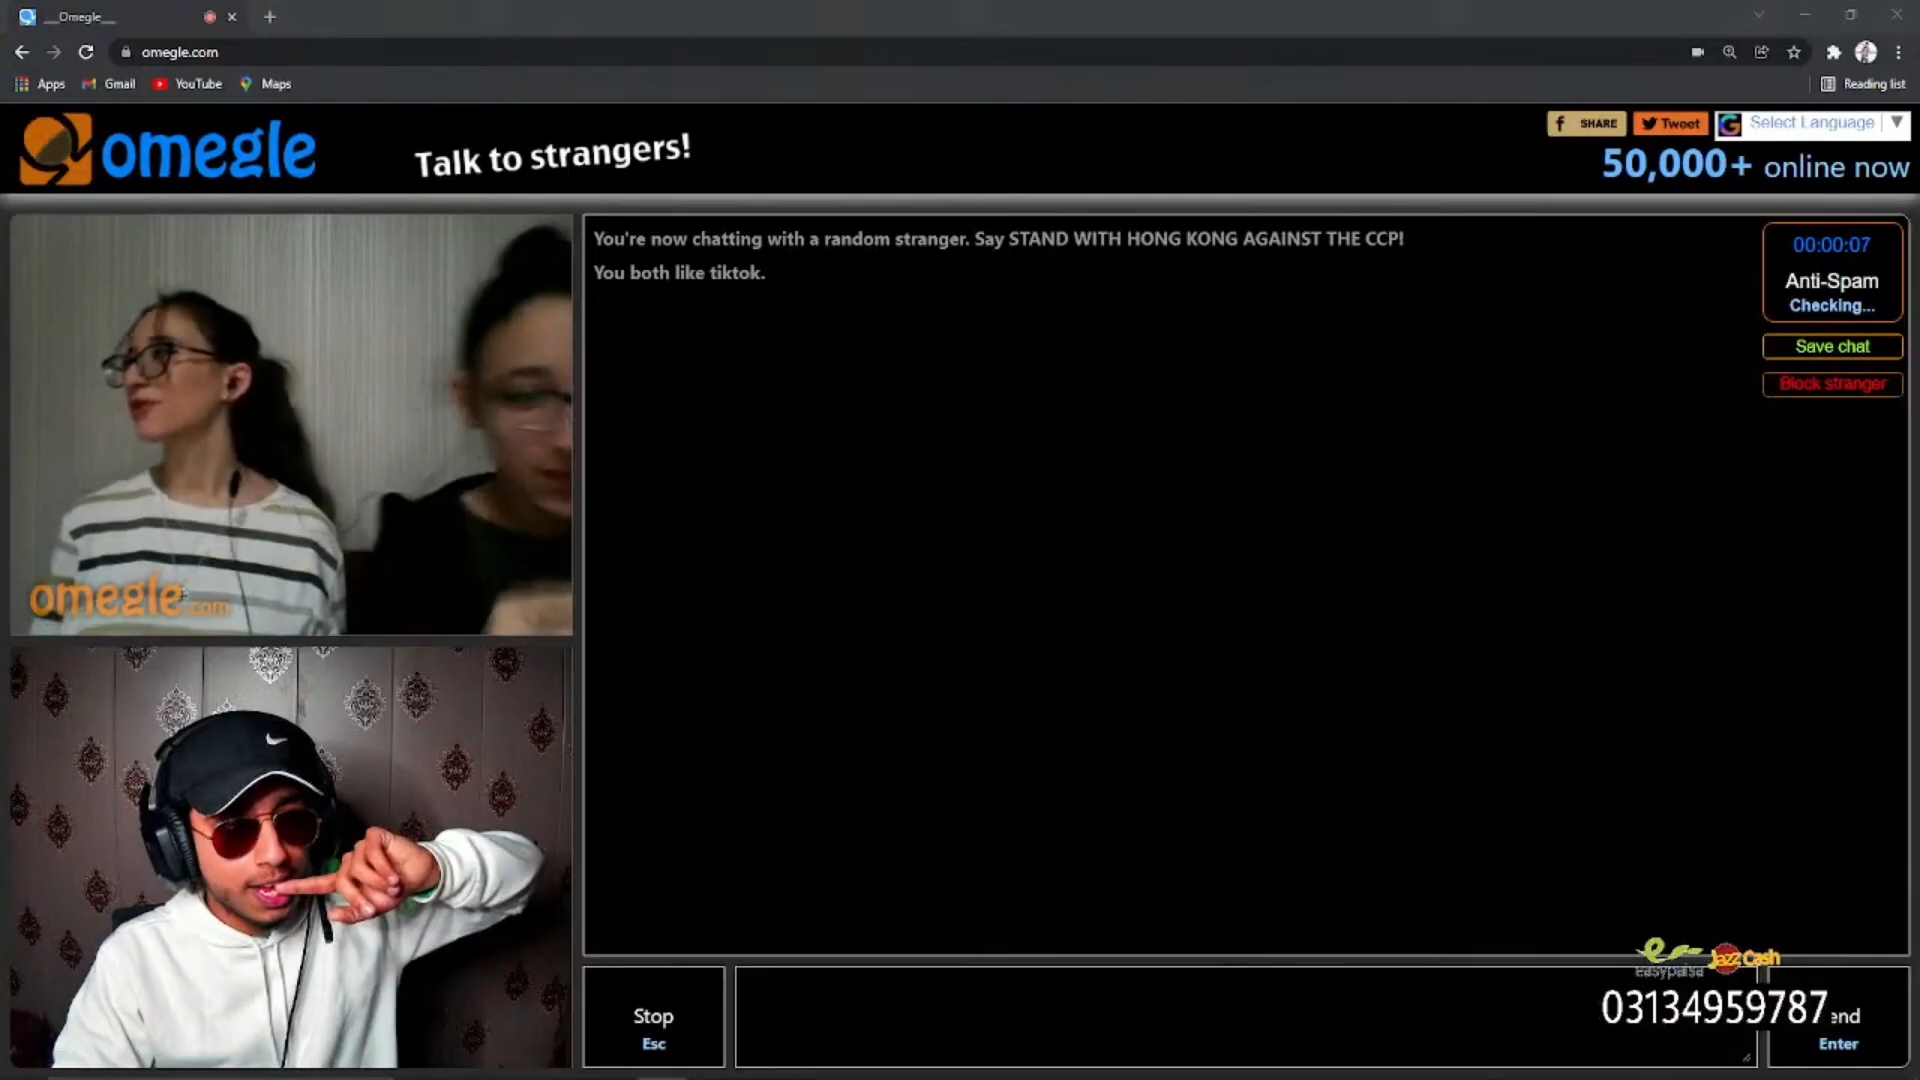 __Omegle__
omegle.com
Apps Gmail YouTube Maps
Reading list
omegle
Talk to strangers!
SHARE Tweet Select Language
50,000+ online now
You're now chatting with a random stranger. Say STAND WITH HONG KONG AGAINST THE CCP!
You both like tiktok.
00:00:07
Anti-Spam
Checking...
Save chat
Block stranger
omegle.com
easypaisa JazzCash
03134959787
Stop
Esc
end
Enter